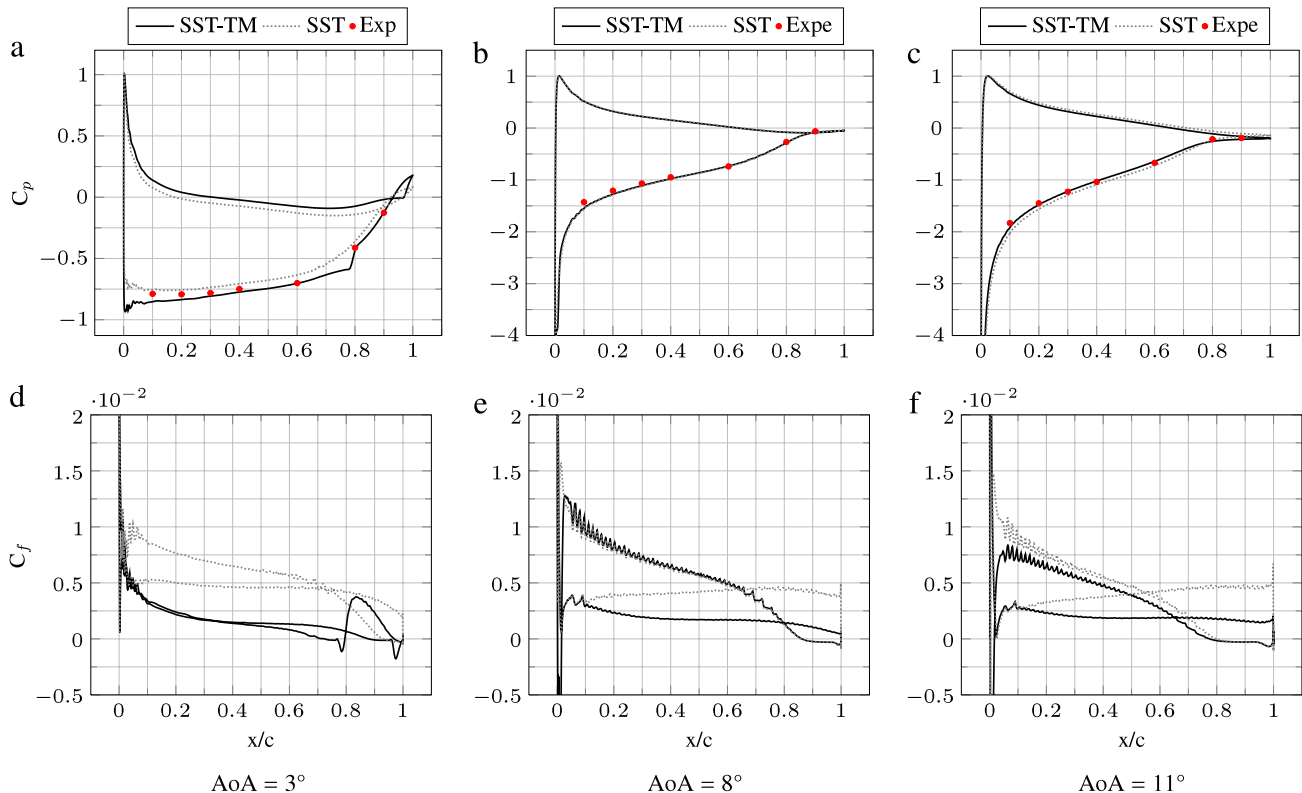 SST-TM SST Exp
SST-TM SST Expe
SST-TM SST Expe
a
b
c
C_p
1
0.5
0
−0.5
−1
0 0.2 0.4 0.6 0.8 1
1
0
−1
−2
−3
−4
0 0.2 0.4 0.6 0.8 1
1
0
−1
−2
−3
−4
0 0.2 0.4 0.6 0.8 1
d
e
f
C_f
·10⁻²
2
1.5
1
0.5
0
−0.5
0 0.2 0.4 0.6 0.8 1
x/c
AoA = 3°
·10⁻²
2
1.5
1
0.5
0
−0.5
0 0.2 0.4 0.6 0.8 1
x/c
AoA = 8°
·10⁻²
2
1.5
1
0.5
0
−0.5
0 0.2 0.4 0.6 0.8 1
x/c
AoA = 11°